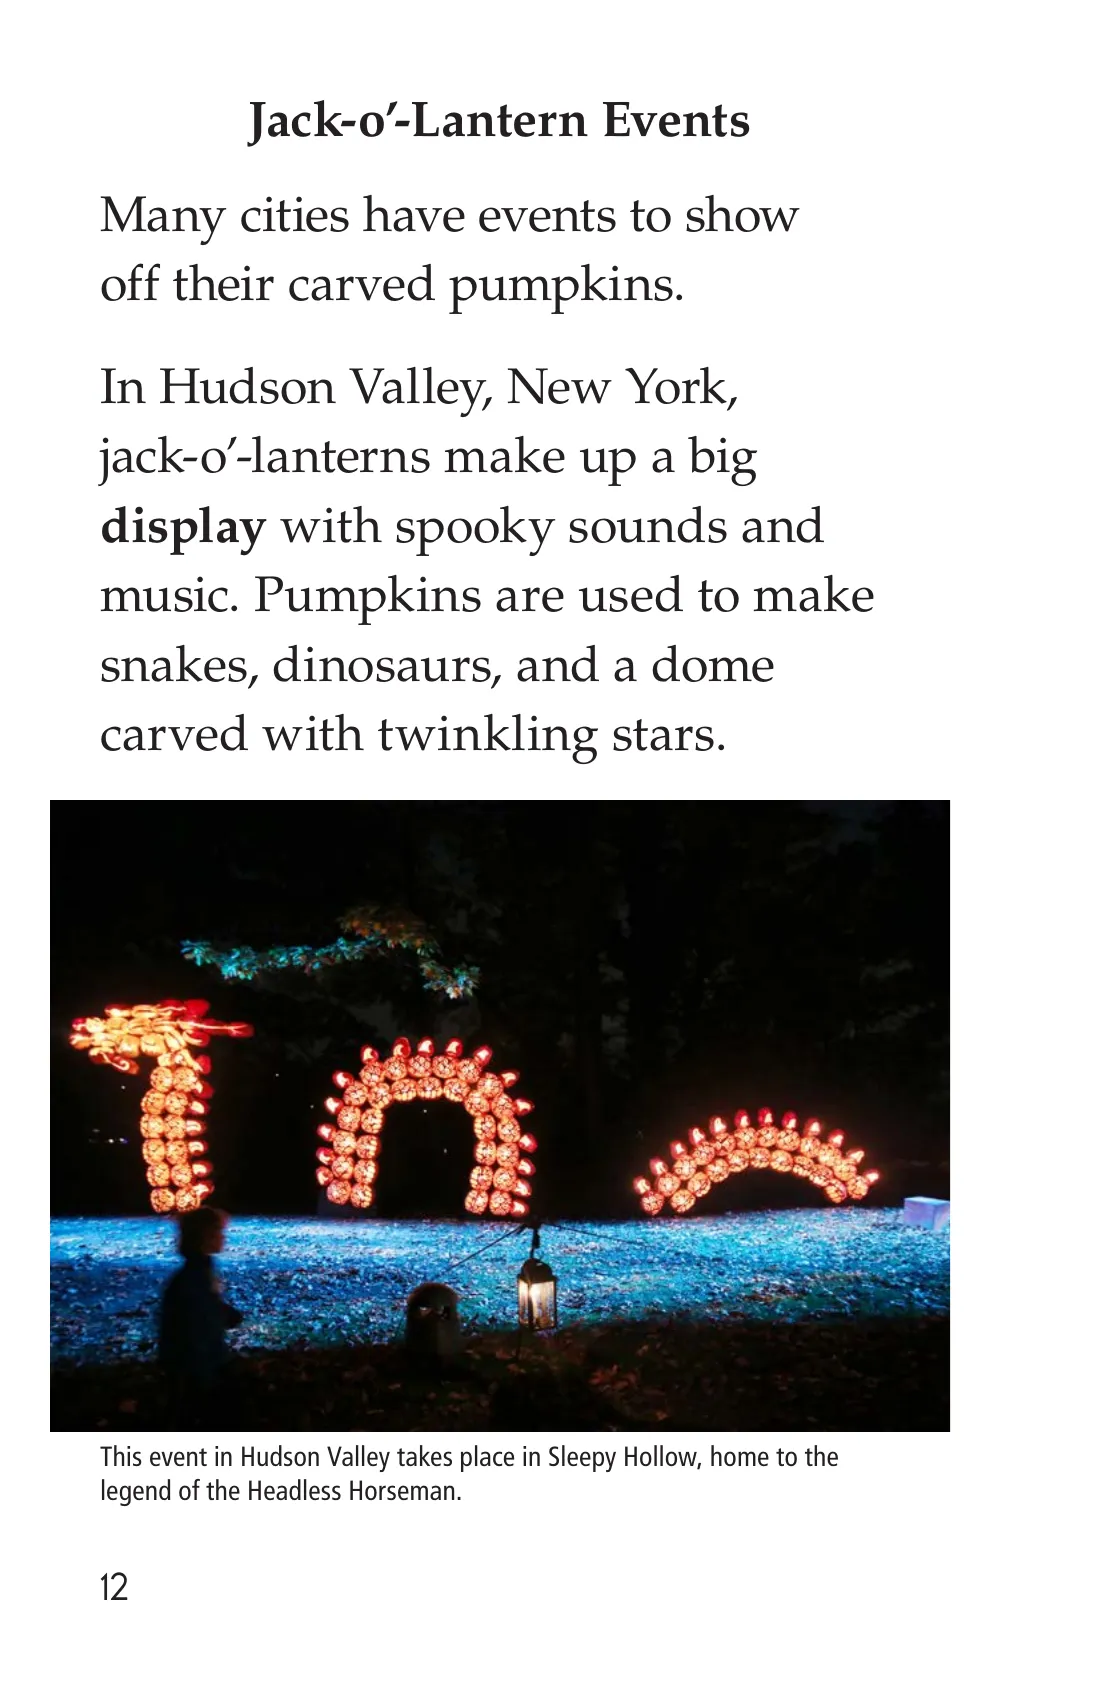 Jack-o’-Lantern Events
Many cities have events to show
off their carved pumpkins.
In Hudson Valley, New York,
jack-o’-lanterns make up a big
display with spooky sounds and
music. Pumpkins are used to make
snakes, dinosaurs, and a dome
carved with twinkling stars.
This event in Hudson Valley takes place in Sleepy Hollow, home to the
legend of the Headless Horseman.
12